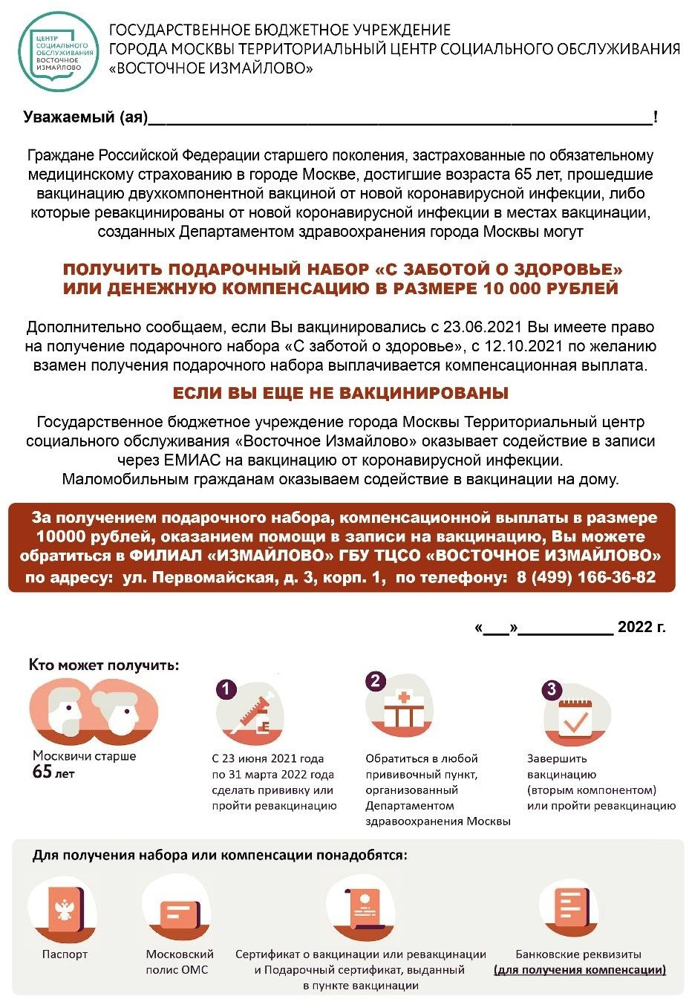 ЦЕНТР
СОЦИАЛЬНОГО
ОБСЛУЖИВАНИЯ
ВОСТОЧНОЕ
ИЗМАЙЛОВО
ГОСУДАРСТВЕННОЕ БЮДЖЕТНОЕ УЧРЕЖДЕНИЕ
ГОРОДА МОСКВЫ ТЕРРИТОРИАЛЬНЫЙ ЦЕНТР СОЦИАЛЬНОГО ОБСЛУЖИВАНИЯ
«ВОСТОЧНОЕ ИЗМАЙЛОВО»
Уважаемый (ая)_________________________________________________________!
Граждане Российской Федерации старшего поколения, застрахованные по обязательному
медицинскому страхованию в городе Москве, достигшие возраста 65 лет, прошедшие
вакцинацию двухкомпонентной вакциной от новой коронавирусной инфекции, либо
которые ревакцинированы от новой коронавирусной инфекции в местах вакцинации,
созданных Департаментом здравоохранения города Москвы могут
ПОЛУЧИТЬ ПОДАРОЧНЫЙ НАБОР «С ЗАБОТОЙ О ЗДОРОВЬЕ»
ИЛИ ДЕНЕЖНУЮ КОМПЕНСАЦИЮ В РАЗМЕРЕ 10 000 РУБЛЕЙ
Дополнительно сообщаем, если Вы вакцинировались с 23.06.2021 Вы имеете право
на получение подарочного набора «С заботой о здоровье», с 12.10.2021 по желанию
взамен получения подарочного набора выплачивается компенсационная выплата.
ЕСЛИ ВЫ ЕЩЕ НЕ ВАКЦИНИРОВАНЫ
Государственное бюджетное учреждение города Москвы Территориальный центр
социального обслуживания «Восточное Измайлово» оказывает содействие в записи
через ЕМИАС на вакцинацию от коронавирусной инфекции.
Маломобильным гражданам оказываем содействие в вакцинации на дому.
За получением подарочного набора, компенсационной выплаты в размере
10000 рублей, оказанием помощи в записи на вакцинацию, Вы можете
обратиться в ФИЛИАЛ «ИЗМАЙЛОВО» ГБУ ТЦСО «ВОСТОЧНОЕ ИЗМАЙЛОВО»
по адресу: ул. Первомайская, д. 3, корп. 1, по телефону: 8 (499) 166-36-82
«___»___________ 2022 г.
Кто может получить:
Москвичи старше
65 лет
1
С 23 июня 2021 года
по 31 марта 2022 года
сделать прививку или
пройти ревакцинацию
2
Обратиться в любой
прививочный пункт,
организованный
Департаментом
здравоохранения Москвы
3
Завершить
вакцинацию
(вторым компонентом)
или пройти ревакцинацию
Для получения набора или компенсации понадобятся:
Паспорт
Московский
полис ОМС
Сертификат о вакцинации или ревакцинации
и Подарочный сертификат, выданный
в пункте вакцинации
Банковские реквизиты
(для получения компенсации)